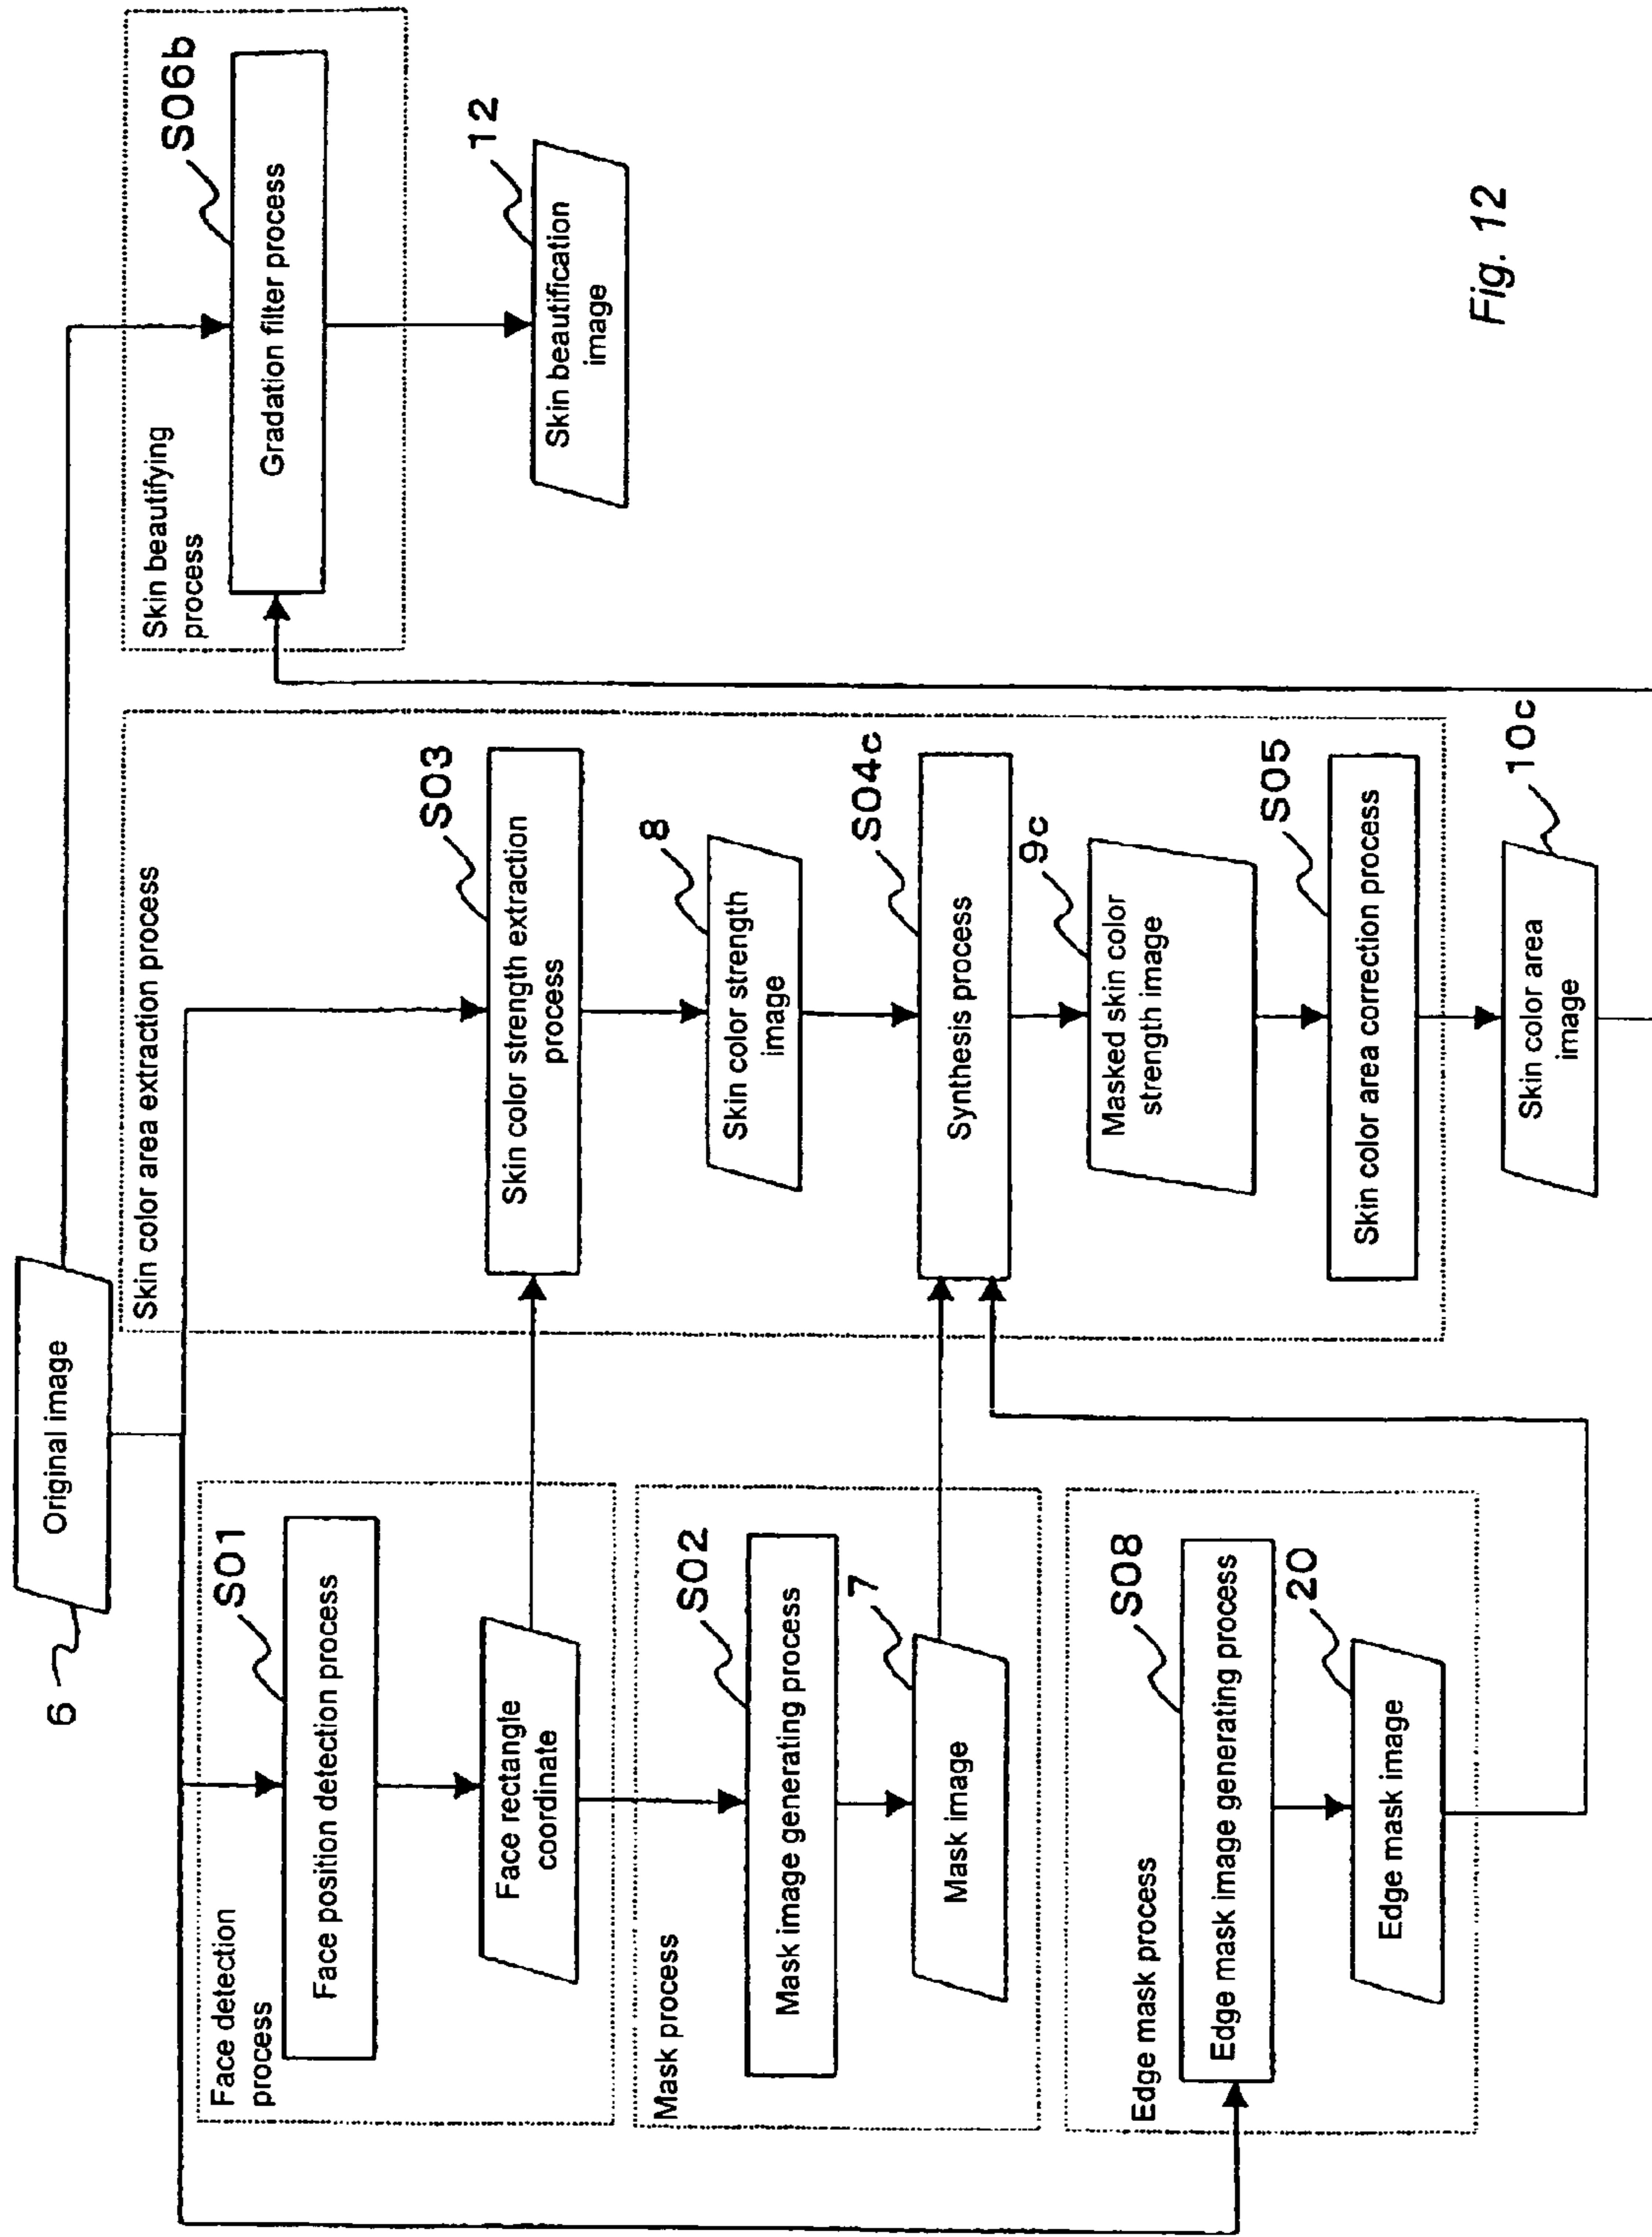 6
Original image
Face detection
process
S01
Face position detection process
Face rectangle
coordinate
Mask process
S02
Mask image generating process
7
Mask image
Edge mask process
S08
Edge mask image generating process
20
Edge mask image
Skin color area extraction process
S03
Skin color strength extraction
process
8
Skin color strength
image
S04c
Synthesis process
9c
Masked skin color
strength image
S05
Skin color area correction process
10c
Skin color area
image
Skin beautifying
process
S06b
Gradation filter process
12
Skin beautification
image
Fig. 12